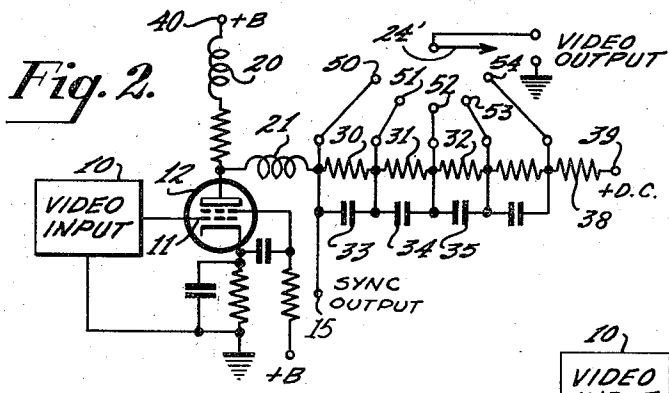 40
+B
20
24'
VIDEO
OUTPUT
Fig. 2.
50
51
52
53
54
21
30
31
32
39
+D.C.
38
10
12
VIDEO
INPUT
11
33
34
35
SYNC
OUTPUT
15
+B
10
VIDEO